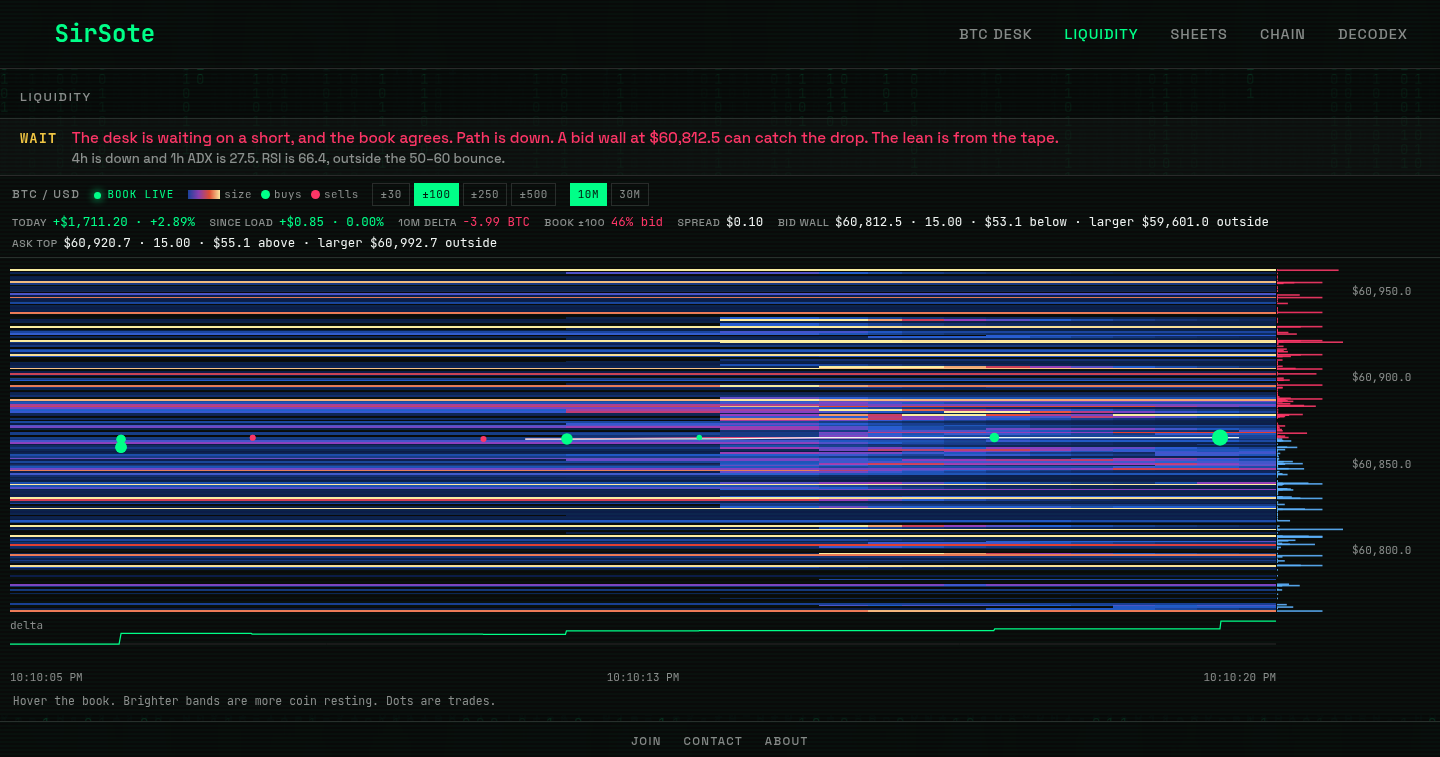 SirSote
BTC DESK LIQUIDITY SHEETS CHAIN DECODEX
LIQUIDITY
WAIT The desk is waiting on a short, and the book agrees. Path is down. A bid wall at $60,812.5 can catch the drop. The lean is from the tape.
4h is down and 1h ADX is 27.5. RSI is 66.4, outside the 50–60 bounce.
BTC / USD BOOK LIVE size buys sells ±30 ±100 ±250 ±500 10M 30M
TODAY +$1,711.20 · +2.89% SINCE LOAD +$0.85 · 0.00% 10M DELTA -3.99 BTC BOOK ±100 46% bid SPREAD $0.10 BID WALL $60,812.5 · 15.00 · $53.1 below · larger $59,601.0 outside
ASK TOP $60,920.7 · 15.00 · $55.1 above · larger $60,992.7 outside
$60,950.0
$60,900.0
$60,850.0
$60,800.0
delta
10:10:05 PM 10:10:13 PM 10:10:20 PM
Hover the book. Brighter bands are more coin resting. Dots are trades.
JOIN CONTACT ABOUT